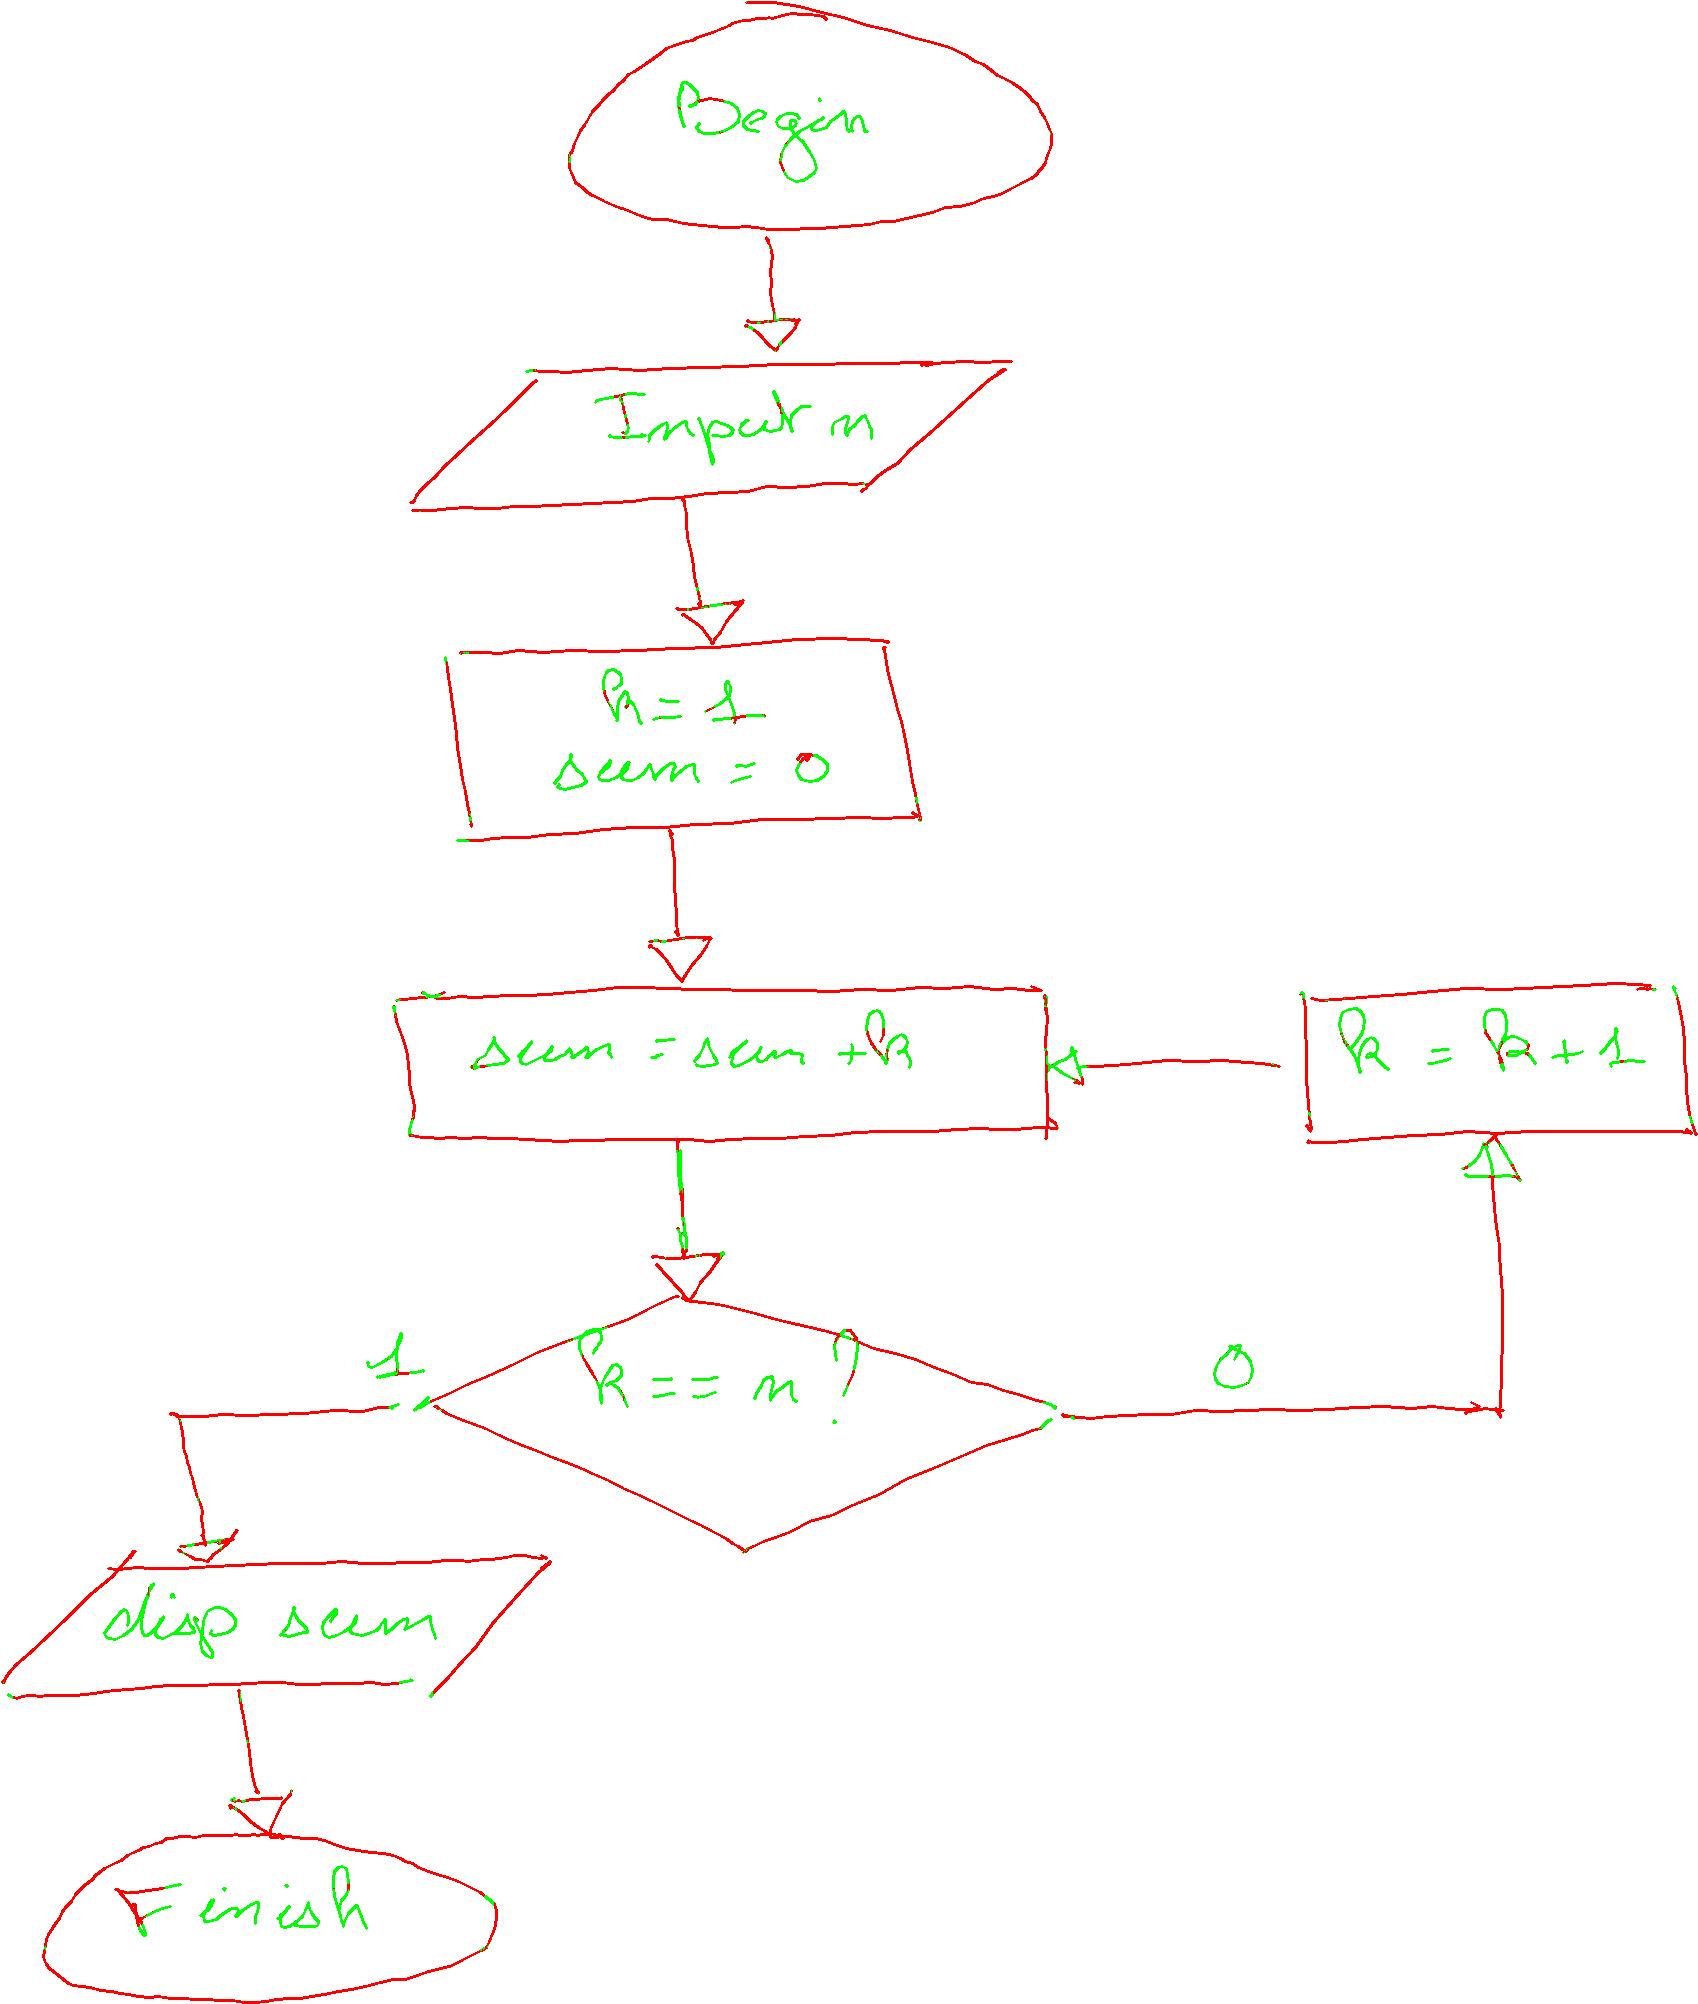 Begin
Input n
k = 1
sum = 0
sum = sum + k
k = k + 1
k == n ?
1
0
disp sum
Finish